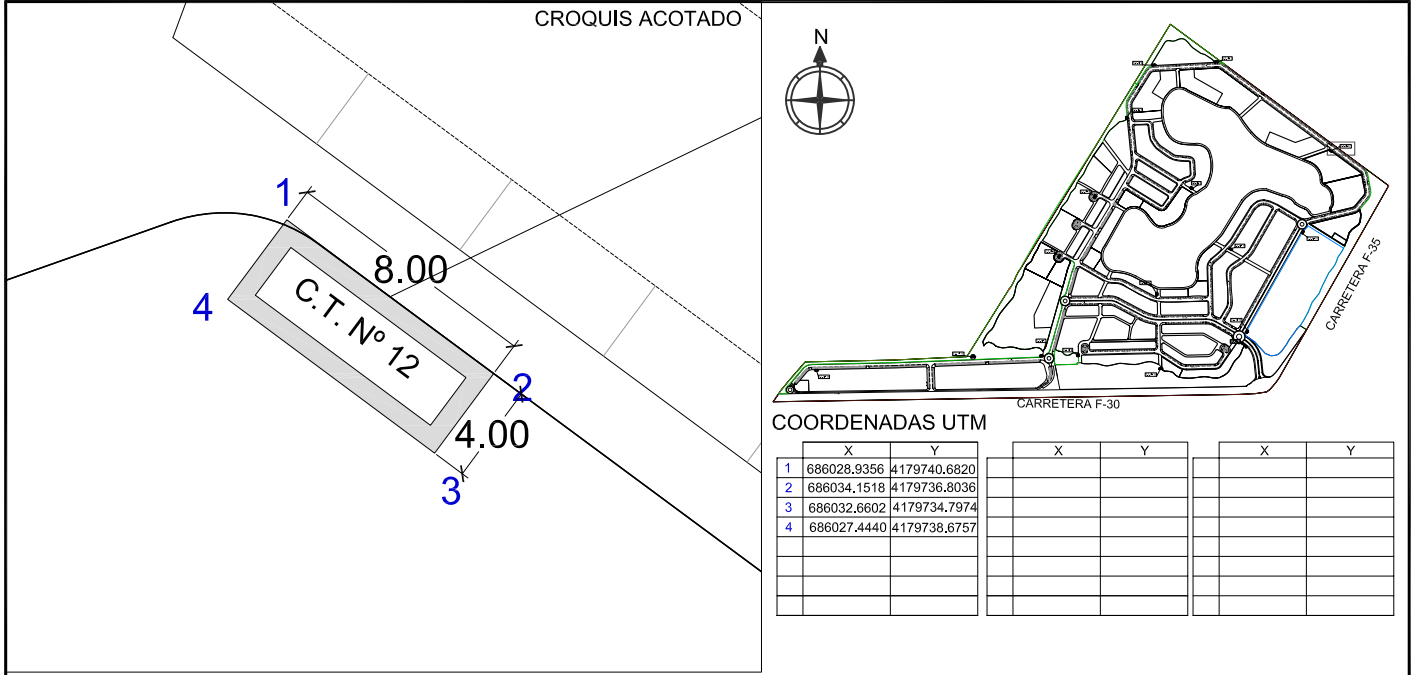 CROQUIS ACOTADO
1
8.00
4
C.T. Nº 12
2
4.00
3
N
CARRETERA F-35
CARRETERA F-30
COORDENADAS UTM
X Y X Y X Y
1 686028.9356 4179740.6820
2 686034.1518 4179736.8036
3 686032.6602 4179734.7974
4 686027.4440 4179738.6757